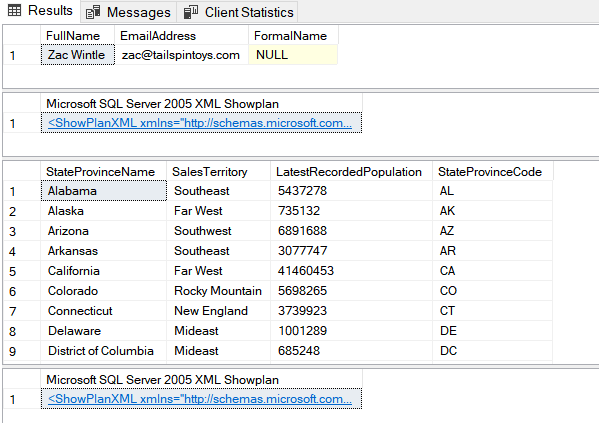 Results Messages Client Statistics
FullName EmailAddress FormalName
1 Zac Wintle zac@tailspintoys.com NULL
Microsoft SQL Server 2005 XML Showplan
1 <ShowPlanXML xmlns="http://schemas.microsoft.com...
StateProvinceName SalesTerritory LatestRecordedPopulation StateProvinceCode
1 Alabama Southeast 5437278 AL
2 Alaska Far West 735132 AK
3 Arizona Southwest 6891688 AZ
4 Arkansas Southeast 3077747 AR
5 California Far West 41460453 CA
6 Colorado Rocky Mountain 5698265 CO
7 Connecticut New England 3739923 CT
8 Delaware Mideast 1001289 DE
9 District of Columbia Mideast 685248 DC
Microsoft SQL Server 2005 XML Showplan
1 <ShowPlanXML xmlns="http://schemas.microsoft.com...